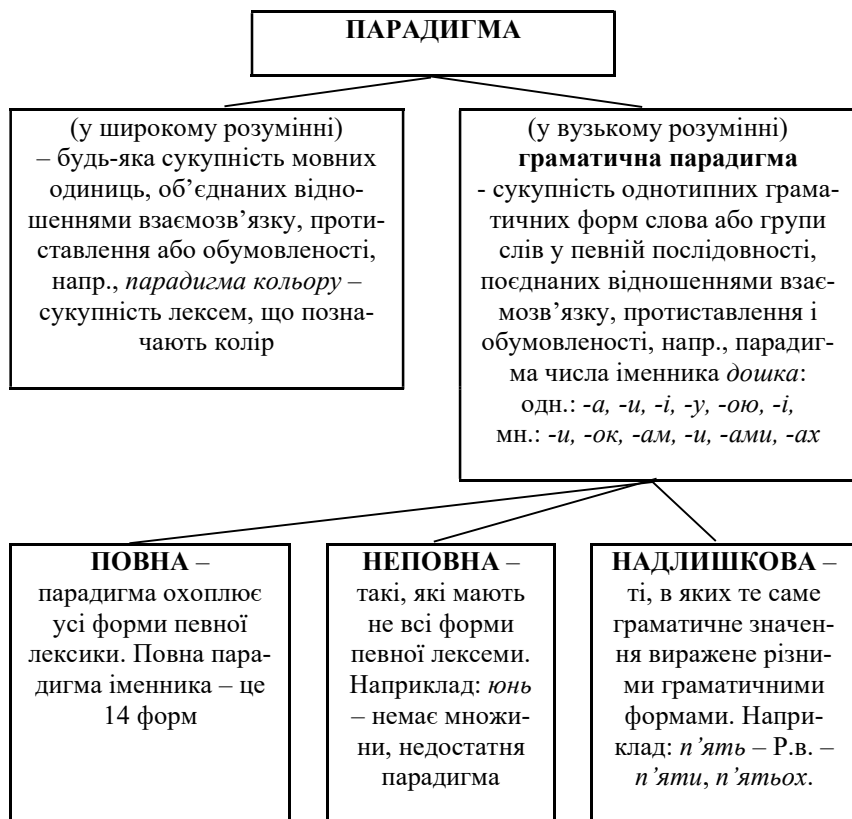 ПАРАДИГМА
(у широкому розумінні)
– будь-яка сукупність мовних
одиниць, об’єднаних відно-
шеннями взаємозв’язку, проти-
ставлення або обумовленості,
напр., парадигма кольору –
сукупність лексем, що позна-
чають колір
(у вузькому розумінні)
граматична парадигма
- сукупність однотипних грама-
тичних форм слова або групи
слів у певній послідовності,
поєднаних відношеннями взає-
мозв’язку, протиставлення і
обумовленості, напр., парадиг-
ма числа іменника дошка:
одн.: -а, -и, -і, -у, -ою, -і,
мн.: -и, -ок, -ам, -и, -ами, -ах
ПОВНА –
парадигма охоплює
усі форми певної
лексики. Повна пара-
дигма іменника – це
14 форм
НЕПОВНА –
такі, які мають
не всі форми
певної лексеми.
Наприклад: юнь
– немає множи-
ни, недостатня
парадигма
НАДЛИШКОВА –
ті, в яких те саме
граматичне значен-
ня виражене різни-
ми граматичними
формами. Напри-
клад: п’ять – Р.в. –
п’яти, п’ятьох.